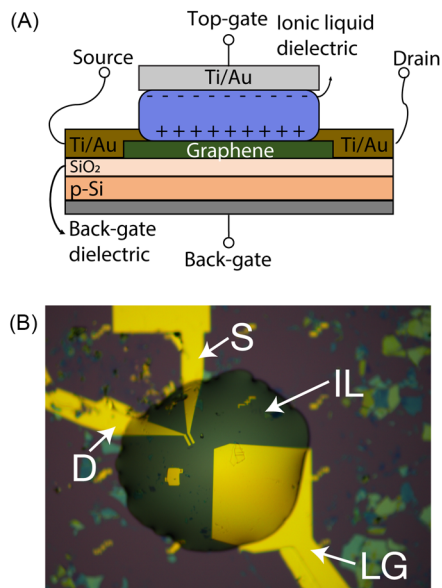 (A)
Top-gate
Ionic liquid
dielectric
Source
Drain
Ti/Au
- - - - - - - -
+ + + + + + + + +
Ti/Au
Graphene
Ti/Au
SiO₂
p-Si
Back-gate
dielectric
Back-gate
(B)
S
IL
D
LG